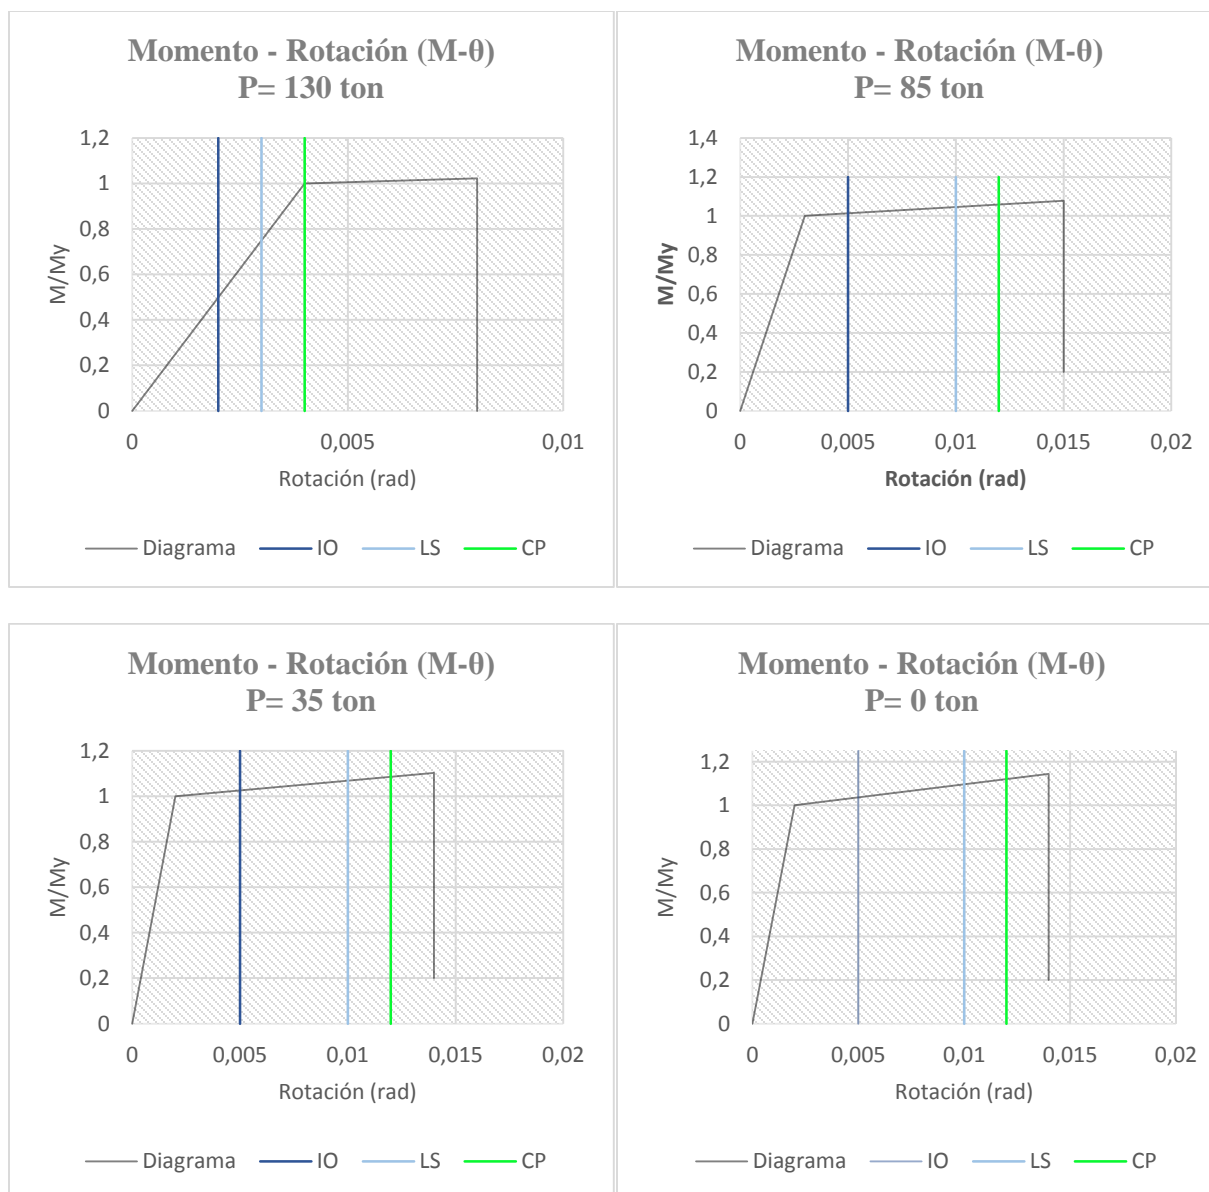 Momento - Rotación (M-θ)
P= 130 ton
1,2
1
0,8
0,6
0,4
0,2
0
M/My
0 0,005 0,01
Rotación (rad)
Diagrama IO LS CP
Momento - Rotación (M-θ)
P= 85 ton
1,4
1,2
1
0,8
0,6
0,4
0,2
0
M/My
0 0,005 0,01 0,015 0,02
Rotación (rad)
Diagrama IO LS CP
Momento - Rotación (M-θ)
P= 35 ton
1,2
1
0,8
0,6
0,4
0,2
0
M/My
0 0,005 0,01 0,015 0,02
Rotación (rad)
Diagrama IO LS CP
Momento - Rotación (M-θ)
P= 0 ton
1,2
1
0,8
0,6
0,4
0,2
0
M/My
0 0,005 0,01 0,015 0,02
Rotación (rad)
Diagrama IO LS CP